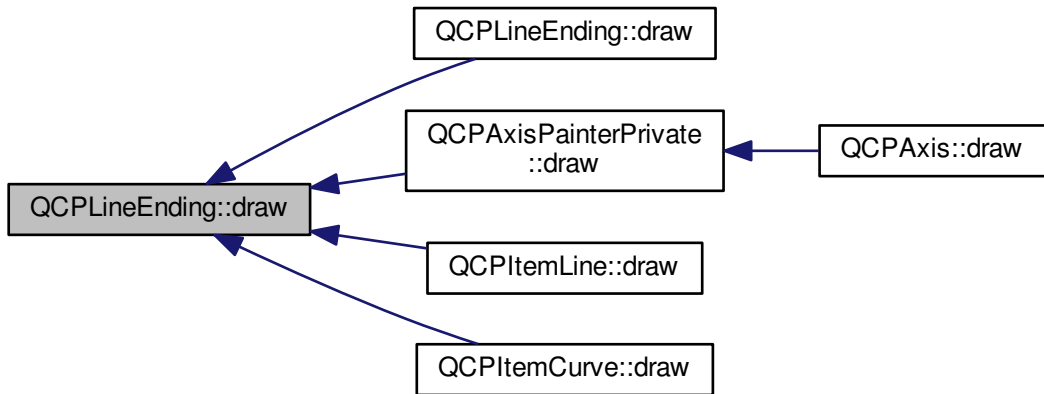 QCPLineEnding::draw
QCPAxisPainterPrivate
::draw
QCPAxis::draw
QCPLineEnding::draw
QCPItemLine::draw
QCPItemCurve::draw